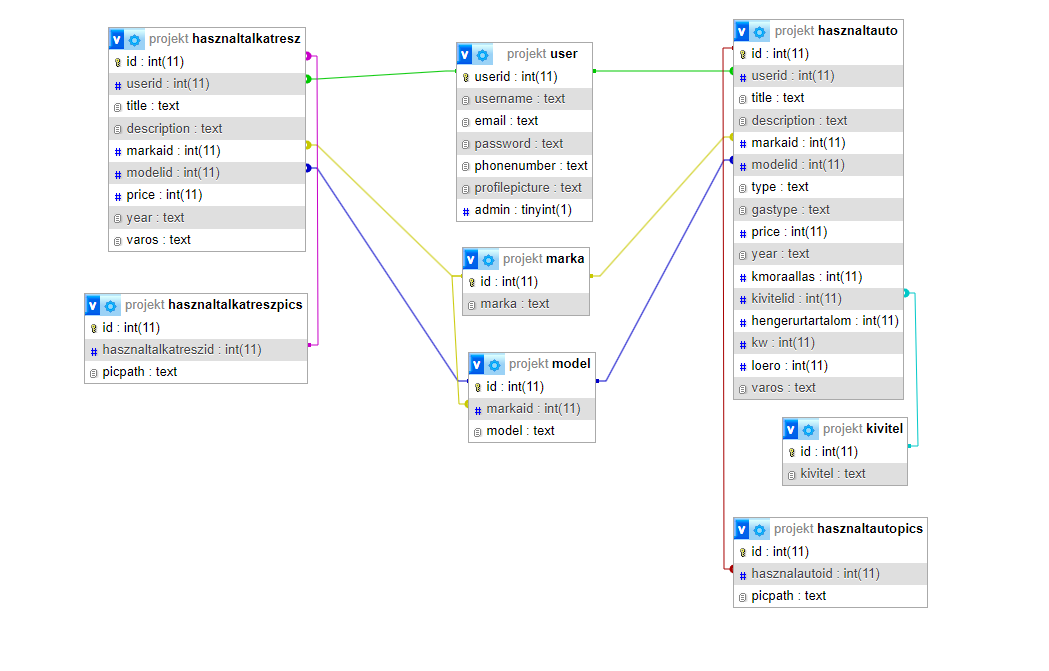 projekt hasznaltalkatresz
id : int(11)
userid : int(11)
title : text
description : text
markaid : int(11)
modelid : int(11)
price : int(11)
year : text
varos : text
projekt hasznaltalkatreszpics
id : int(11)
hasznaltalkatreszid : int(11)
picpath : text
projekt user
userid : int(11)
username : text
email : text
password : text
phonenumber : text
profilepicture : text
admin : tinyint(1)
projekt marka
id : int(11)
marka : text
projekt model
id : int(11)
markaid : int(11)
model : text
projekt hasznaltauto
id : int(11)
userid : int(11)
title : text
description : text
markaid : int(11)
modelid : int(11)
type : text
gastype : text
price : int(11)
year : text
kmoraallas : int(11)
kivitelid : int(11)
hengerurtartalom : int(11)
kw : int(11)
loero : int(11)
varos : text
projekt kivitel
id : int(11)
kivitel : text
projekt hasznaltautopics
id : int(11)
hasznalautoid : int(11)
picpath : text